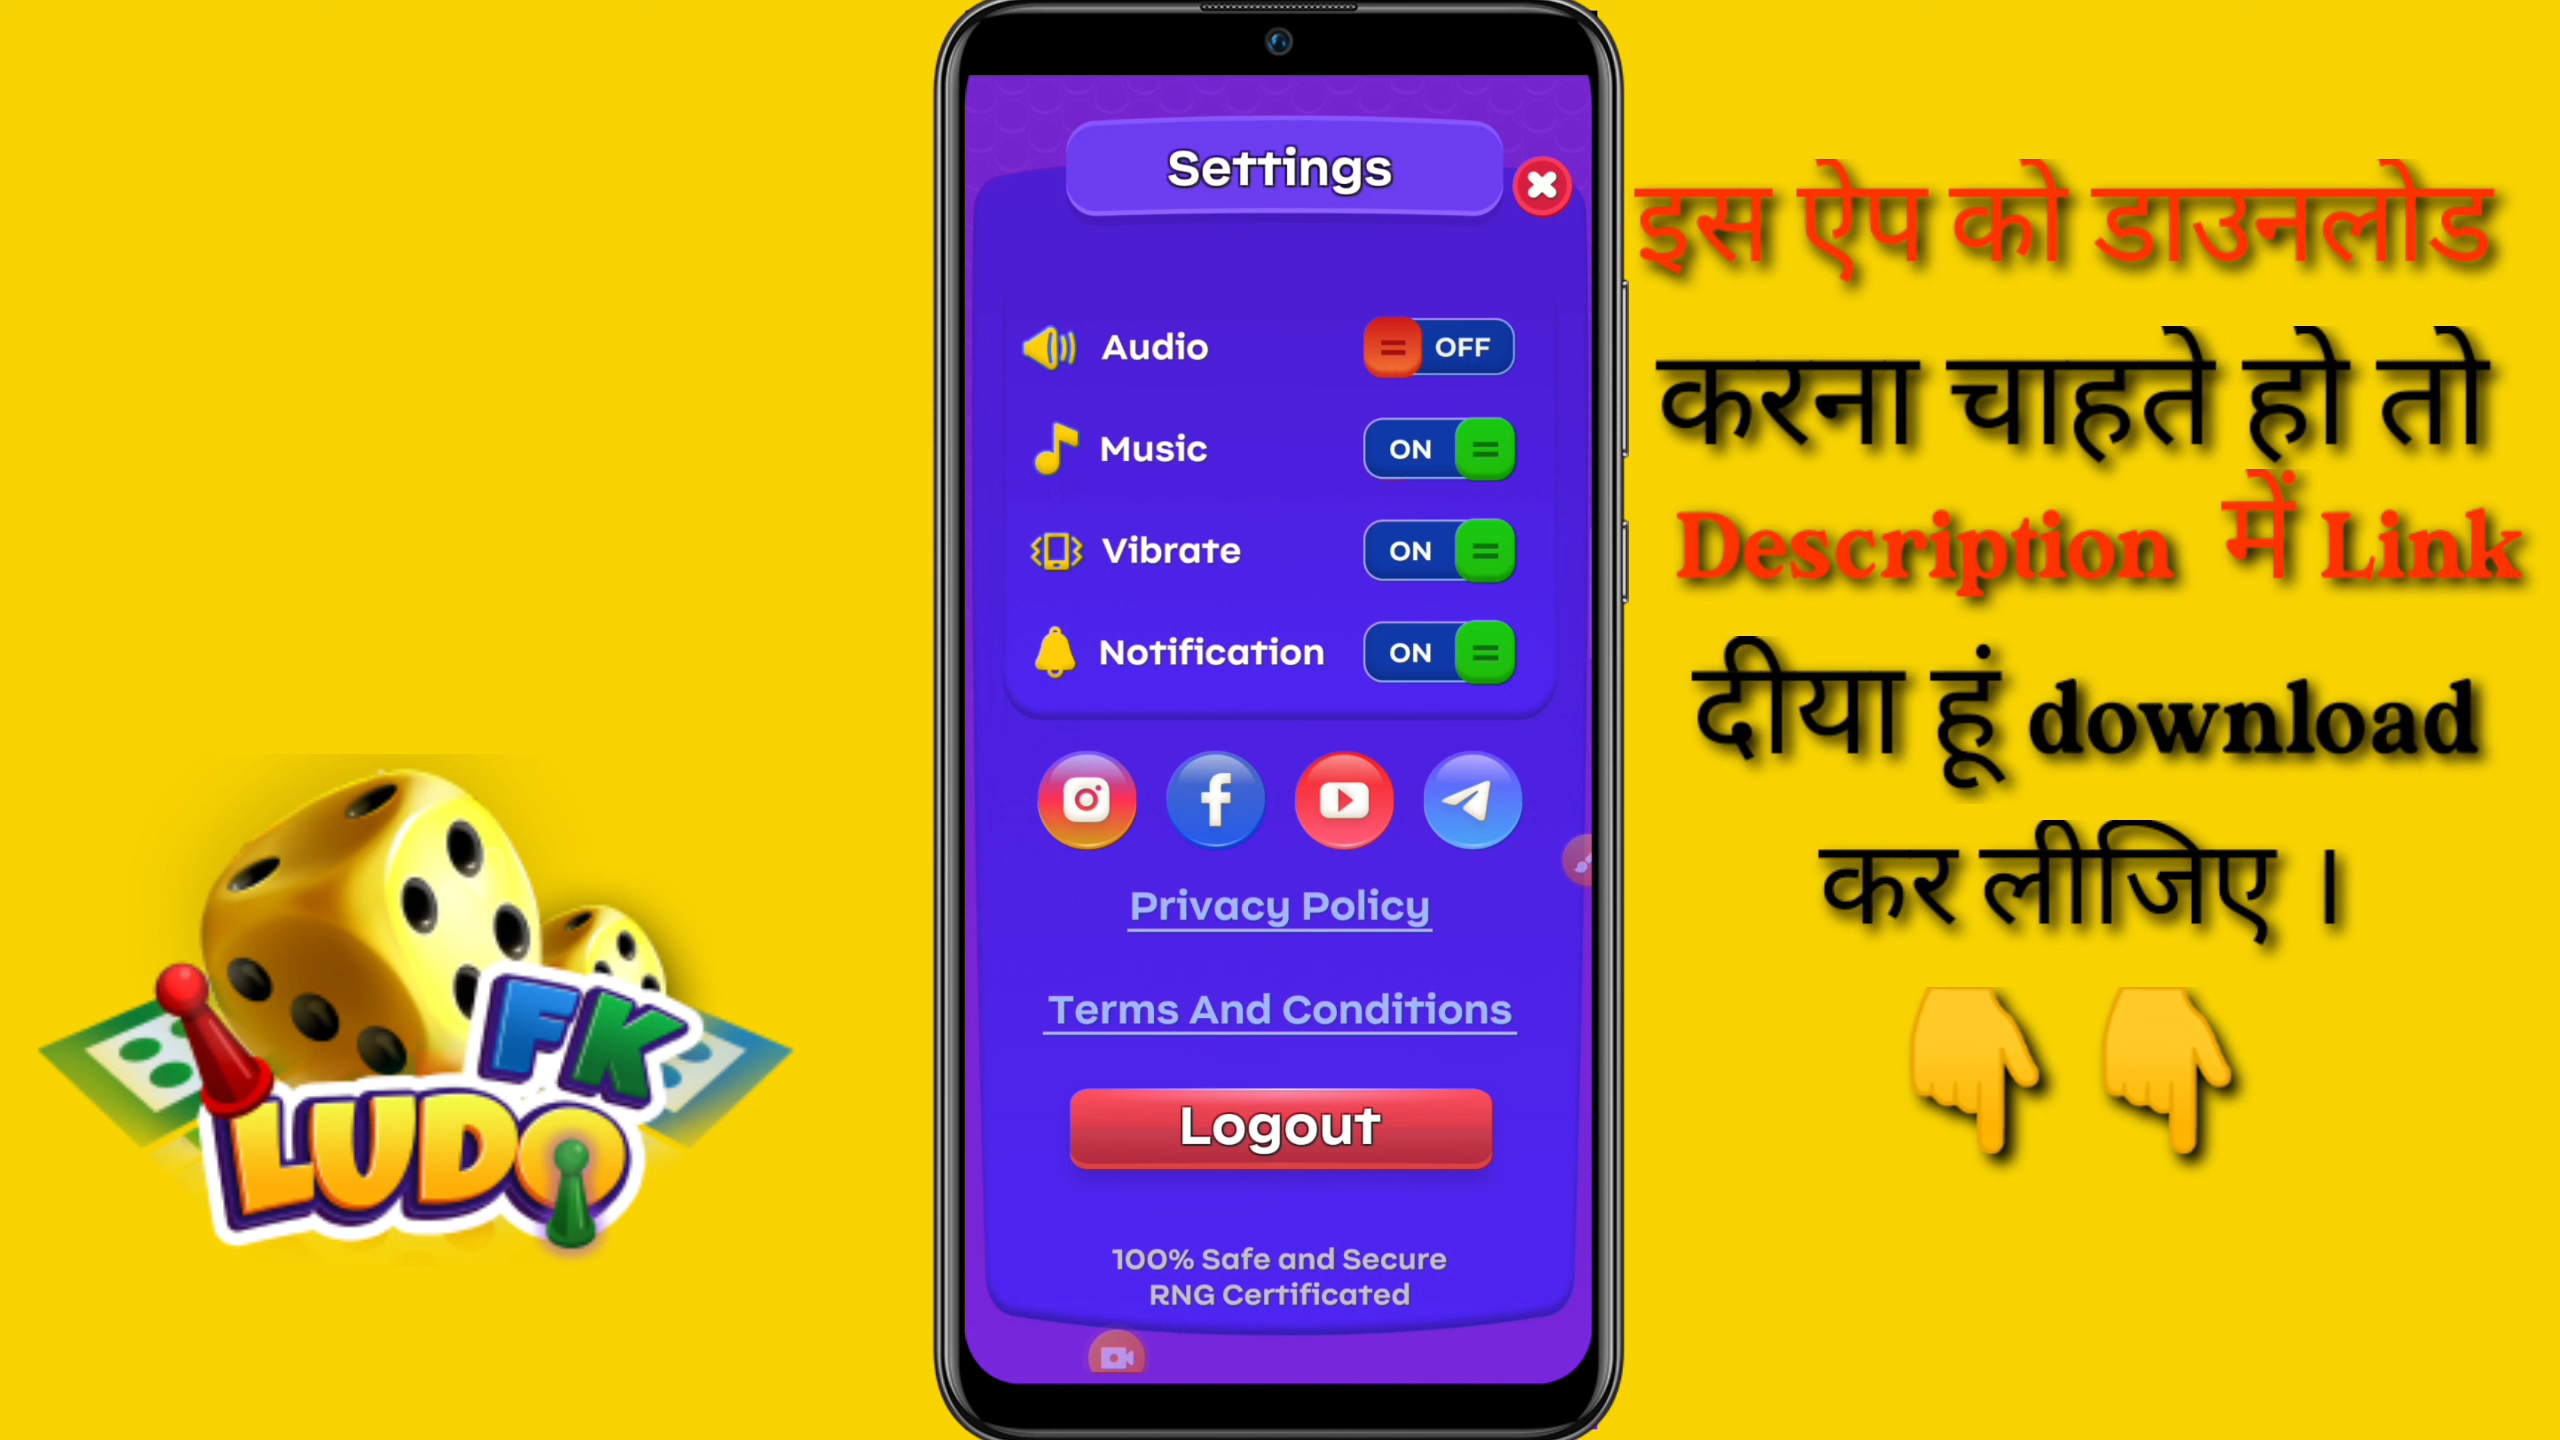 Settings
Audio OFF
Music ON
Vibrate ON
Notification ON
Privacy Policy
Terms And Conditions
Logout
100% Safe and Secure
RNG Certificated
इस ऐप को डाउनलोड
करना चाहते हो तो
Description में Link
दीया हूं download
कर लीजिए ।
FK
LUDO